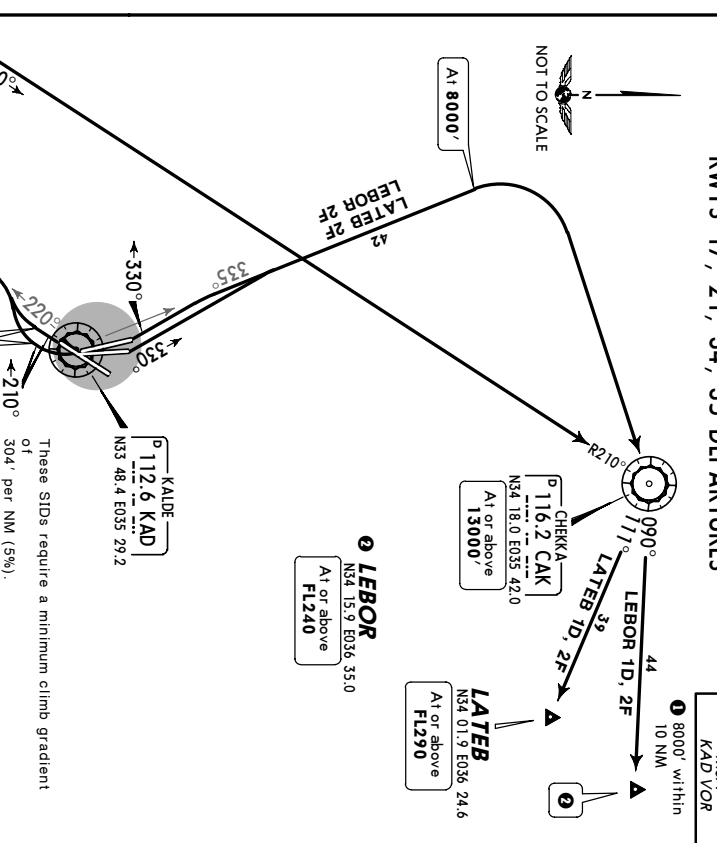 RWYS 17, 21, 34, 35 DEPARTURES
NOT TO SCALE
N
At 8000'
LATEB 2F
LEBOR 2F
42
335°
←330°
330°→
←220°
←210°
KALDE
D 112.6 KAD
N33 48.4 E035 29.2
R210°
CHEKKA
D 116.2 CAK
N34 18.0 E035 42.0
At or above
13000'
090°
111°
44
LEBOR 1D, 2F
39
LATEB 1D, 2F
❶ 8000' within
10 NM
KAD VOR
❷
LATEB
N34 01.9 E036 24.6
At or above
FL290
❷ LEBOR
N34 15.9 E036 35.0
At or above
FL240
These SIDs require a minimum climb gradient
of
304' per NM (5%).